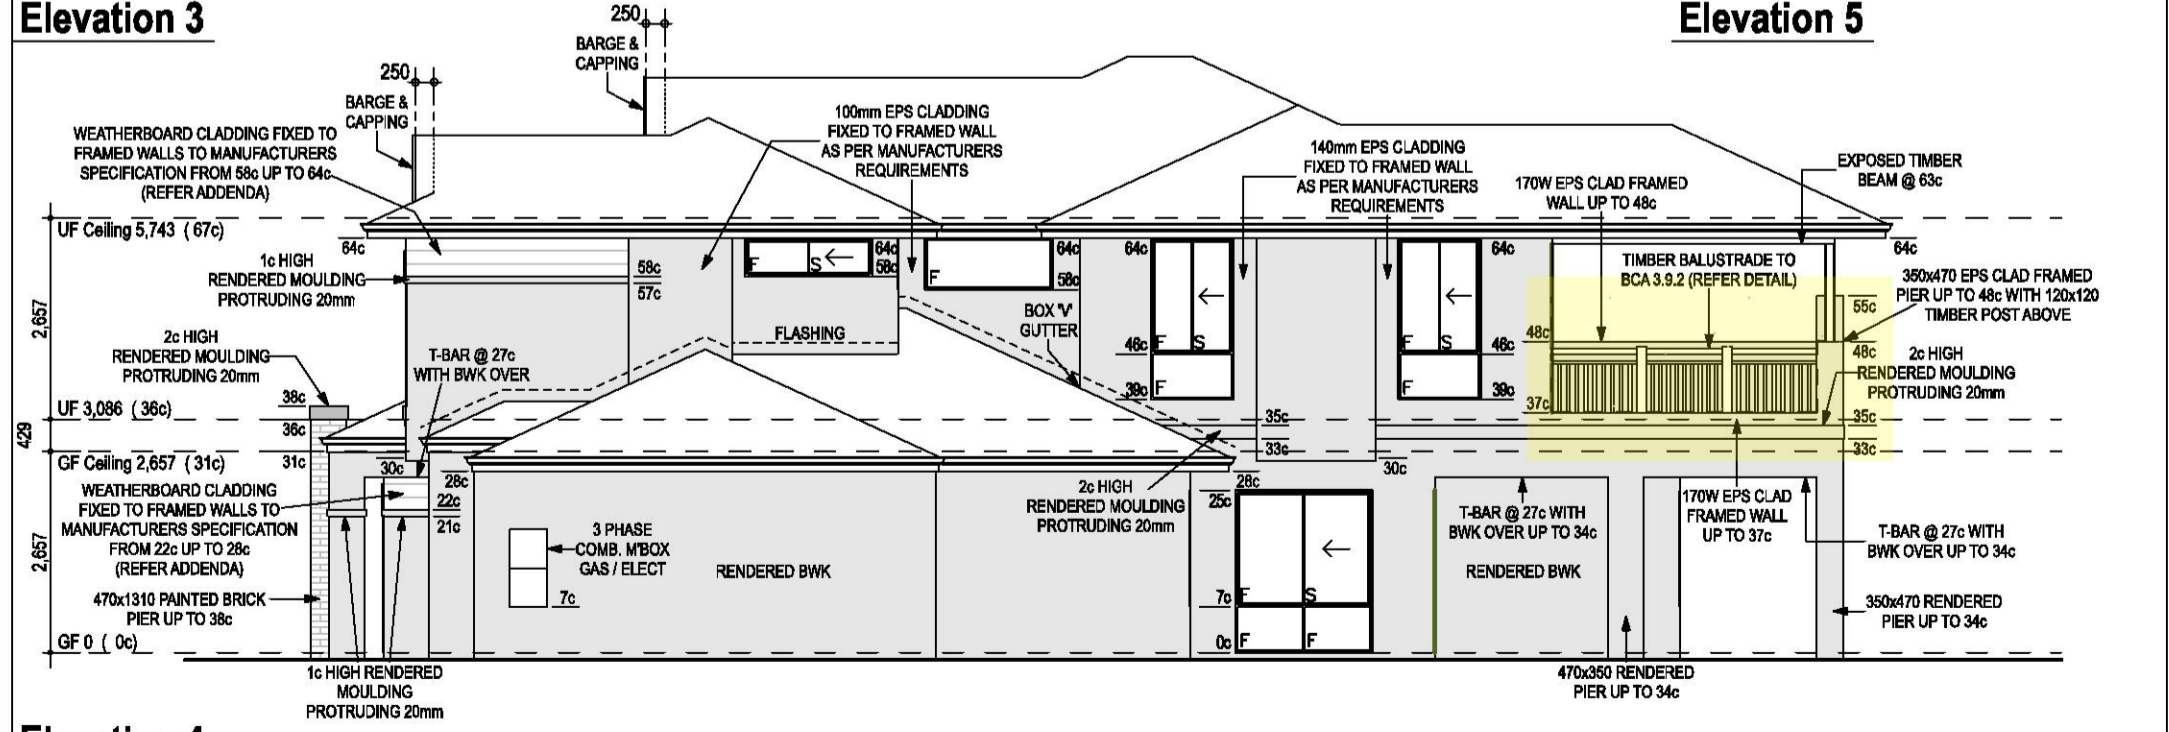 Elevation 3
Elevation 5
250
BARGE &
CAPPING
250
BARGE &
CAPPING
WEATHERBOARD CLADDING FIXED TO
FRAMED WALLS TO MANUFACTURERS
SPECIFICATION FROM 58c UP TO 64c
(REFER ADDENDA)
100mm EPS CLADDING
FIXED TO FRAMED WALL
AS PER MANUFACTURERS
REQUIREMENTS
140mm EPS CLADDING
FIXED TO FRAMED WALL
AS PER MANUFACTURERS
REQUIREMENTS
170W EPS CLAD FRAMED
WALL UP TO 48c
EXPOSED TIMBER
BEAM @ 63c
UF Ceiling 5,743 ( 67c)
64c
64c
58c
64c
58c
64c
64c
64c
1c HIGH
RENDERED MOULDING
PROTRUDING 20mm
58c
57c
F
S
F
TIMBER BALUSTRADE TO
BCA 3.9.2 (REFER DETAIL)
350x470 EPS CLAD FRAMED
PIER UP TO 48c WITH 120x120
TIMBER POST ABOVE
55c
2,657
2c HIGH
RENDERED MOULDING
PROTRUDING 20mm
T-BAR @ 27c
WITH BWK OVER
FLASHING
BOX 'V'
GUTTER
46c
F
S
39c
F
46c
F
S
39c
F
48c
48c
37c
2c HIGH
RENDERED MOULDING
PROTRUDING 20mm
38c
UF 3,086 ( 36c)
36c
35c
33c
35c
33c
429
GF Ceiling 2,657 ( 31c)
31c
30c
28c
30c
28c
25c
WEATHERBOARD CLADDING
FIXED TO FRAMED WALLS TO
MANUFACTURERS SPECIFICATION
FROM 22c UP TO 28c
(REFER ADDENDA)
22c
21c
2c HIGH
RENDERED MOULDING
PROTRUDING 20mm
T-BAR @ 27c WITH
BWK OVER UP TO 34c
170W EPS CLAD
FRAMED WALL
UP TO 37c
T-BAR @ 27c WITH
BWK OVER UP TO 34c
2,657
3 PHASE
COMB. M'BOX
GAS / ELECT
7c
RENDERED BWK
RENDERED BWK
470x1310 PAINTED BRICK
PIER UP TO 38c
7c
F
S
0c
F
F
350x470 RENDERED
PIER UP TO 34c
GF 0 ( 0c)
1c HIGH RENDERED
MOULDING
PROTRUDING 20mm
470x350 RENDERED
PIER UP TO 34c